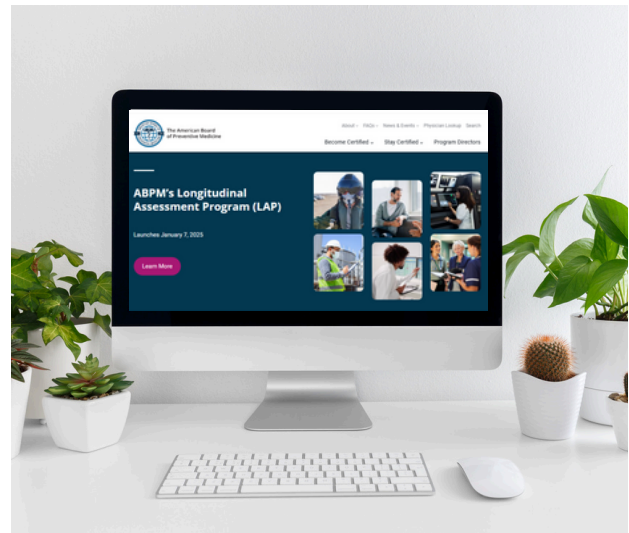 The American Board
of Preventive Medicine
About FAQs News & Events Physician Lookup Search
Become Certified Stay Certified Program Directors
ABPM's Longitudinal
Assessment Program (LAP)
Launches January 7, 2025
Learn More